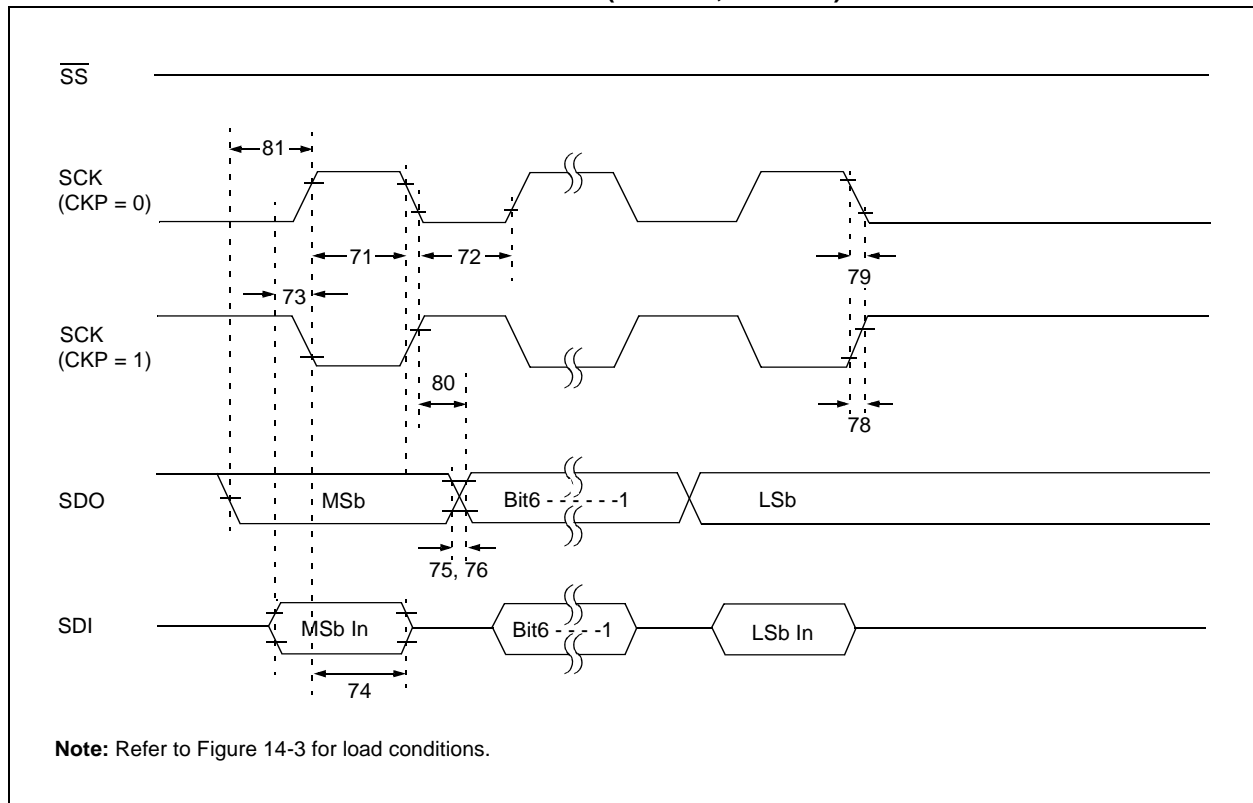 SS
81
SCK
(CKP = 0)
71
72
79
73
SCK
(CKP = 1)
80
78
SDO
MSb
Bit6 - - - - - -1
LSb
75, 76
SDI
MSb In
Bit6 - - - - -1
LSb In
74
Note: Refer to Figure 14-3 for load conditions.